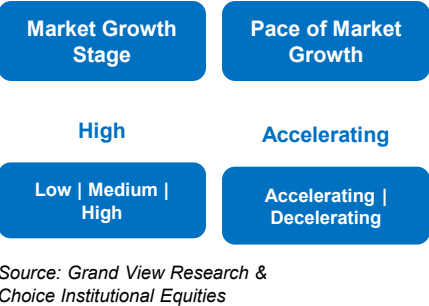 Market Growth
Stage
Pace of Market
Growth
High
Accelerating
Low | Medium |
High
Accelerating |
Decelerating
Source: Grand View Research &
Choice Institutional Equities